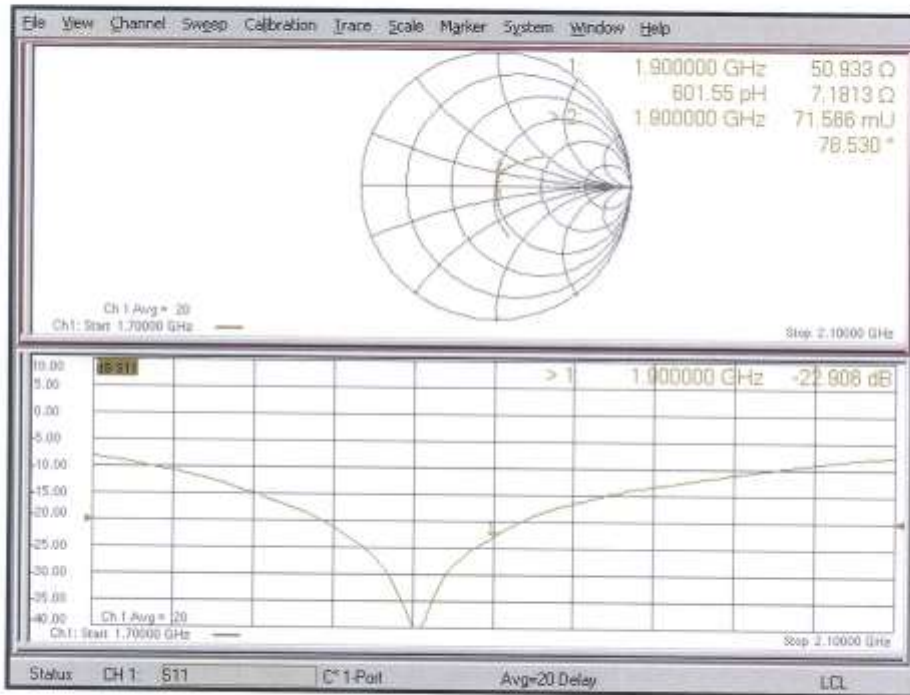 File View Channel Sweep Calibration Trace Scale Marker System Window Help
1 1.900000 GHz 50.933 Ω
601.55 pH 7.1813 Ω
> 2: 1.900000 GHz 71.566 mU
78.530 °
Ch 1 Avg = 20
Ch1: Start 1.70000 GHz
Stop 2.10000 GHz
10.00 dB S11
> 1 1.900000 GHz -22.906 dB
5.00
0.00
-5.00
-10.00
-15.00
-20.00
-25.00
-30.00
-35.00
-40.00
1
Ch 1 Avg = 20
Ch1: Start 1.70000 GHz
Stop 2.10000 GHz
Status CH 1: S11 C* 1-Port Avg=20 Delay LCL